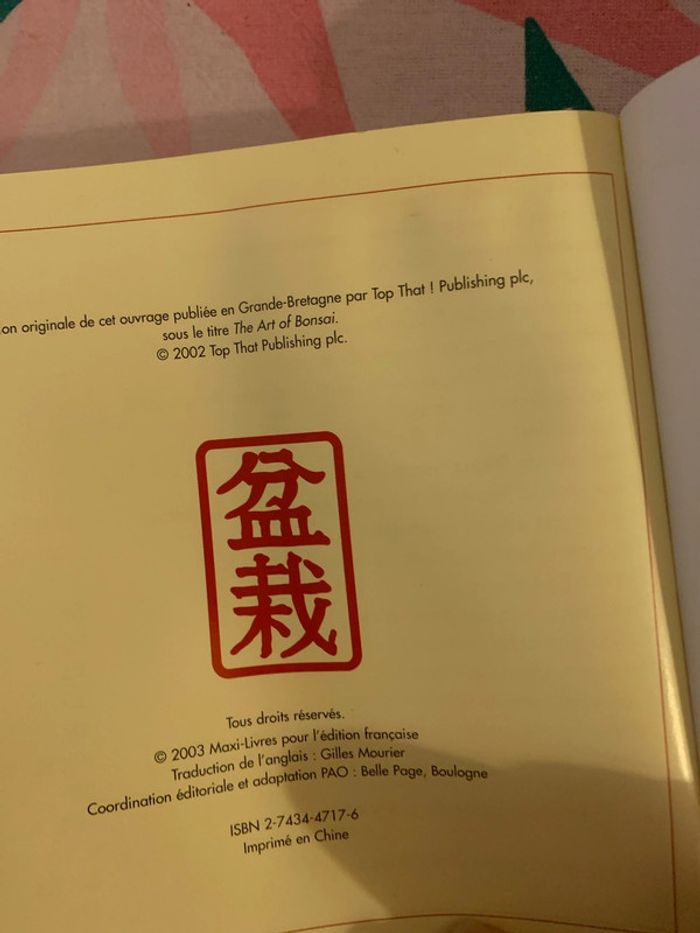 on originale de cet ouvrage publiée en Grande-Bretagne par Top That ! Publishing plc,
sous le titre The Art of Bonsai.
© 2002 Top That Publishing plc.
盆
栽
Tous droits réservés.
© 2003 Maxi-Livres pour l'édition française
Traduction de l'anglais : Gilles Mourier
Coordination éditoriale et adaptation PAO : Belle Page, Boulogne
ISBN 2-7434-4717-6
Imprimé en Chine